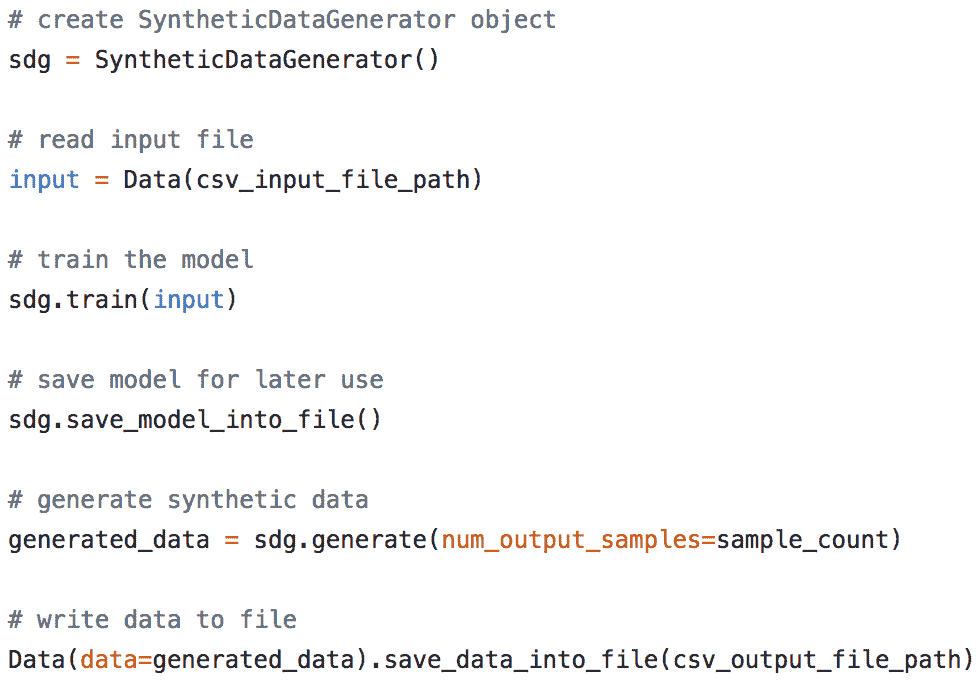 # create SyntheticDataGenerator object
sdg = SyntheticDataGenerator()
# read input file
input = Data(csv_input_file_path)
# train the model
sdg.train(input)
# save model for later use
sdg.save_model_into_file()
# generate synthetic data
generated_data = sdg.generate(num_output_samples=sample_count)
# write data to file
Data(data=generated_data).save_data_into_file(csv_output_file_path)